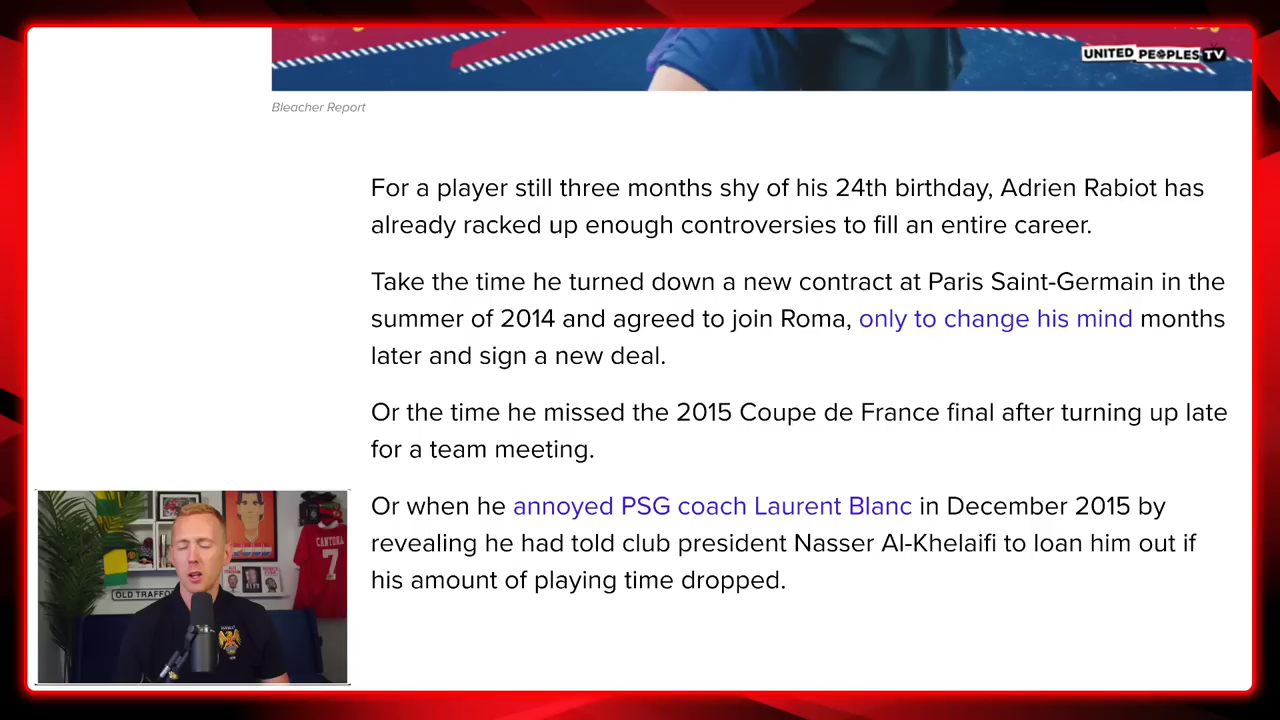 UNITED PEOPLES TV
Bleacher Report
For a player still three months shy of his 24th birthday, Adrien Rabiot has
already racked up enough controversies to fill an entire career.
Take the time he turned down a new contract at Paris Saint-Germain in the
summer of 2014 and agreed to join Roma, only to change his mind months
later and sign a new deal.
Or the time he missed the 2015 Coupe de France final after turning up late
for a team meeting.
Or when he annoyed PSG coach Laurent Blanc in December 2015 by
revealing he had told club president Nasser Al-Khelaifi to loan him out if
his amount of playing time dropped.
CANTONA
7
OLD TRAFFO